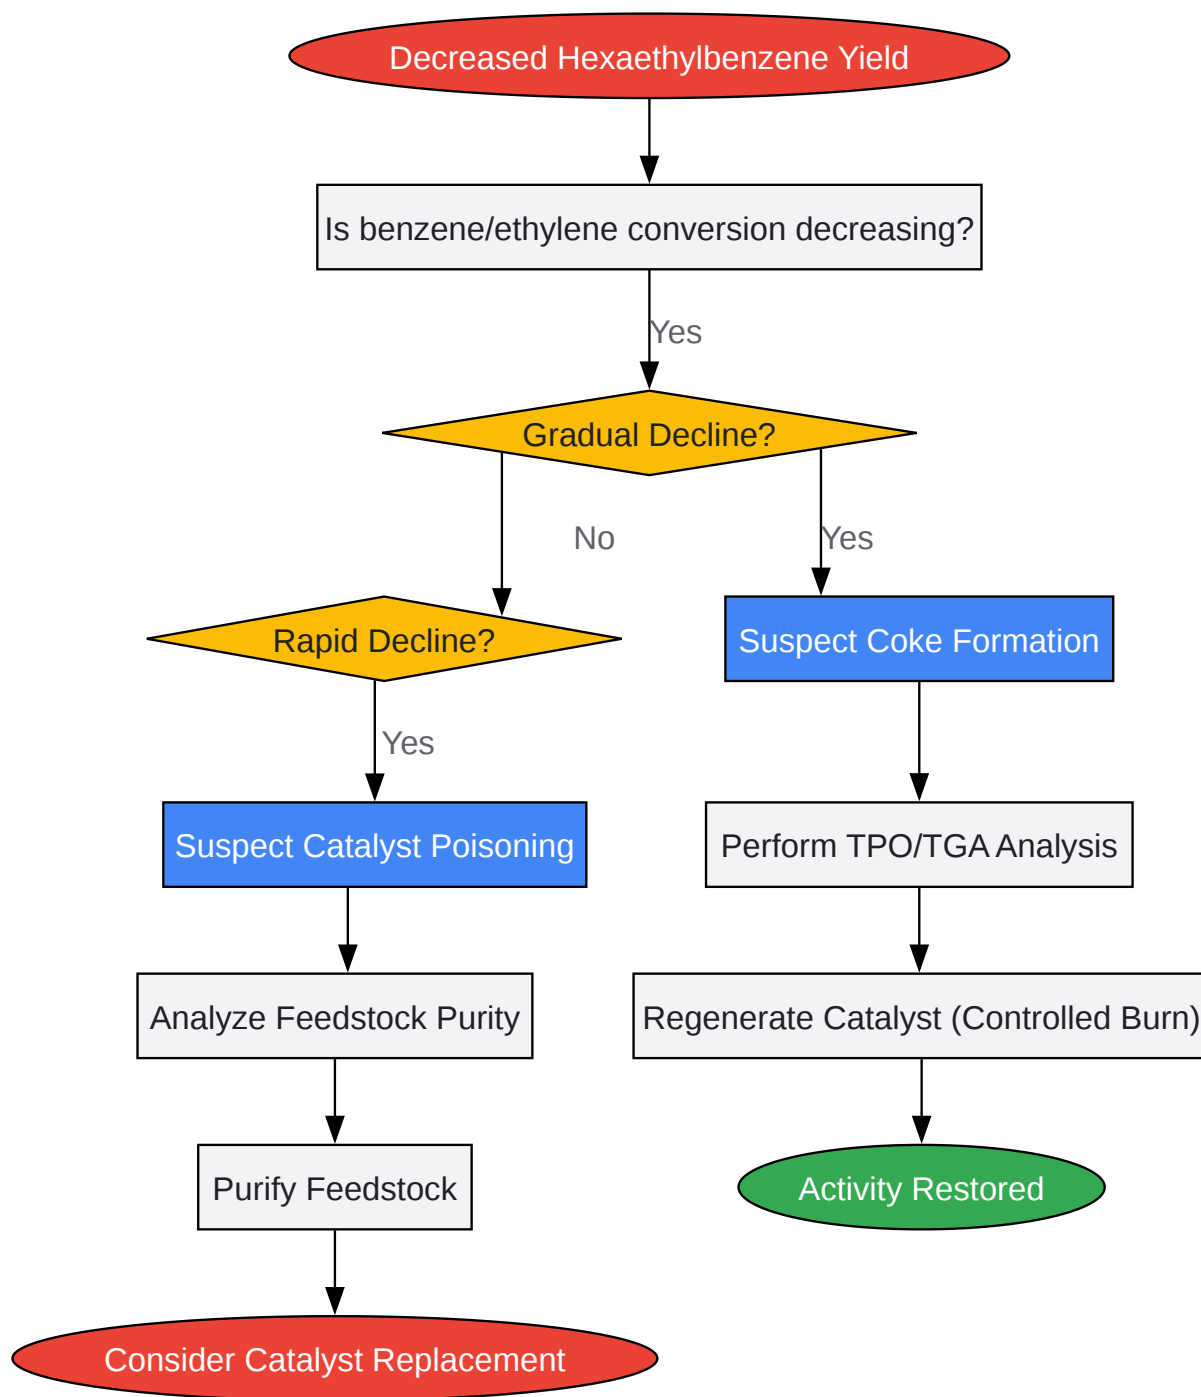 Decreased Hexaethylbenzene Yield
Is benzene/ethylene conversion decreasing?
Yes
Gradual Decline?
No
Yes
Rapid Decline?
Suspect Coke Formation
Yes
Suspect Catalyst Poisoning
Perform TPO/TGA Analysis
Analyze Feedstock Purity
Regenerate Catalyst (Controlled Burn)
Purify Feedstock
Activity Restored
Consider Catalyst Replacement